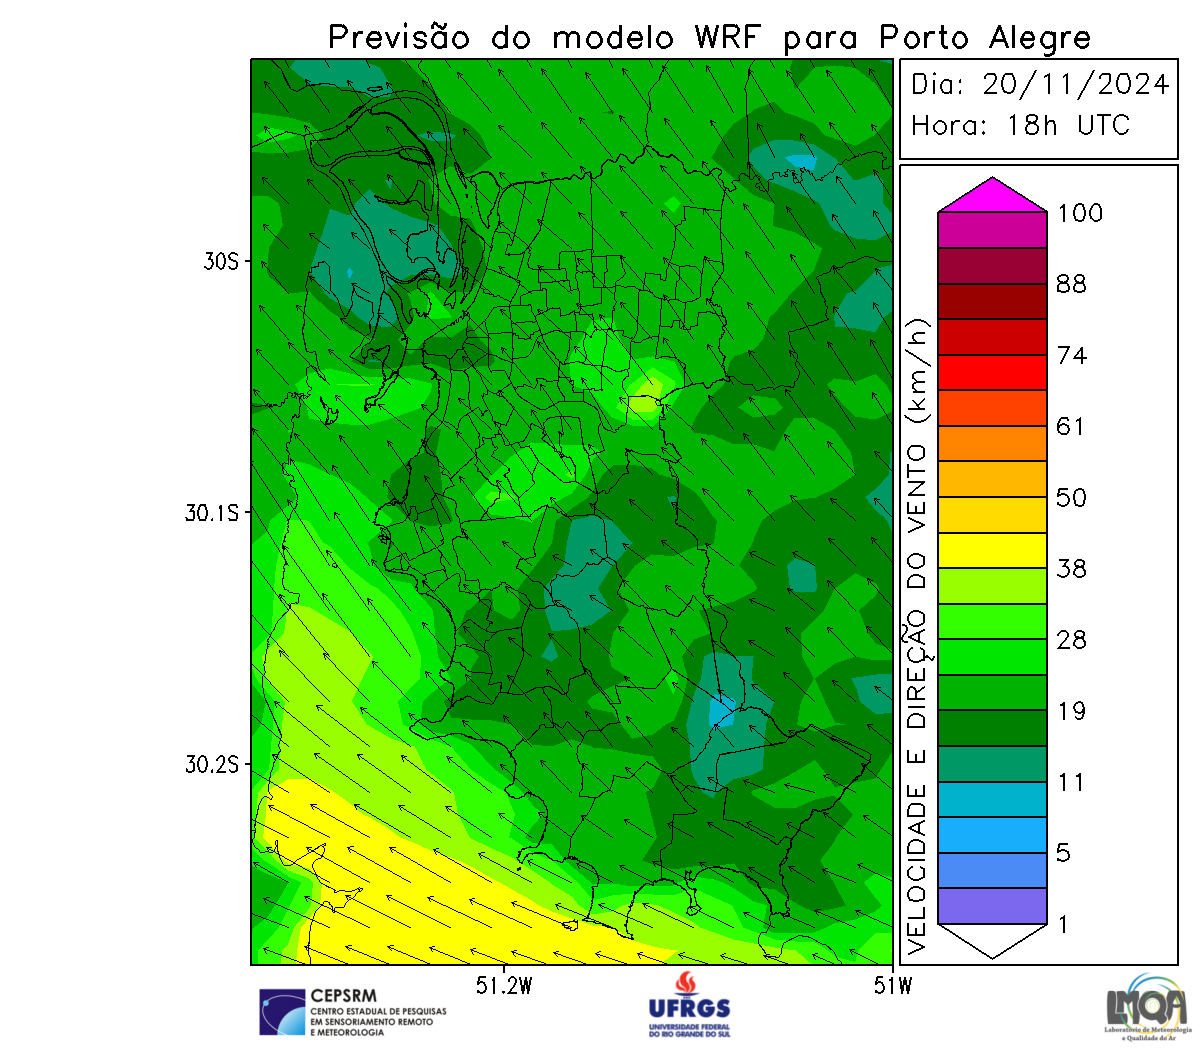 Previsão do modelo WRF para Porto Alegre
Dia: 20/11/2024
Hora: 18h UTC
30S
30.1S
30.2S
51.2W
51W
VELOCIDADE E DIREÇÃO DO VENTO (km/h)
100
88
74
61
50
38
28
19
11
5
1
CEPSRM
CENTRO ESTADUAL DE PESQUISAS
EM SENSORIAMENTO REMOTO
E METEOROLOGIA
UFRGS
UNIVERSIDADE FEDERAL
DO RIO GRANDE DO SUL
LMQA
Laboratório de Meteorologia
e Qualidade do Ar